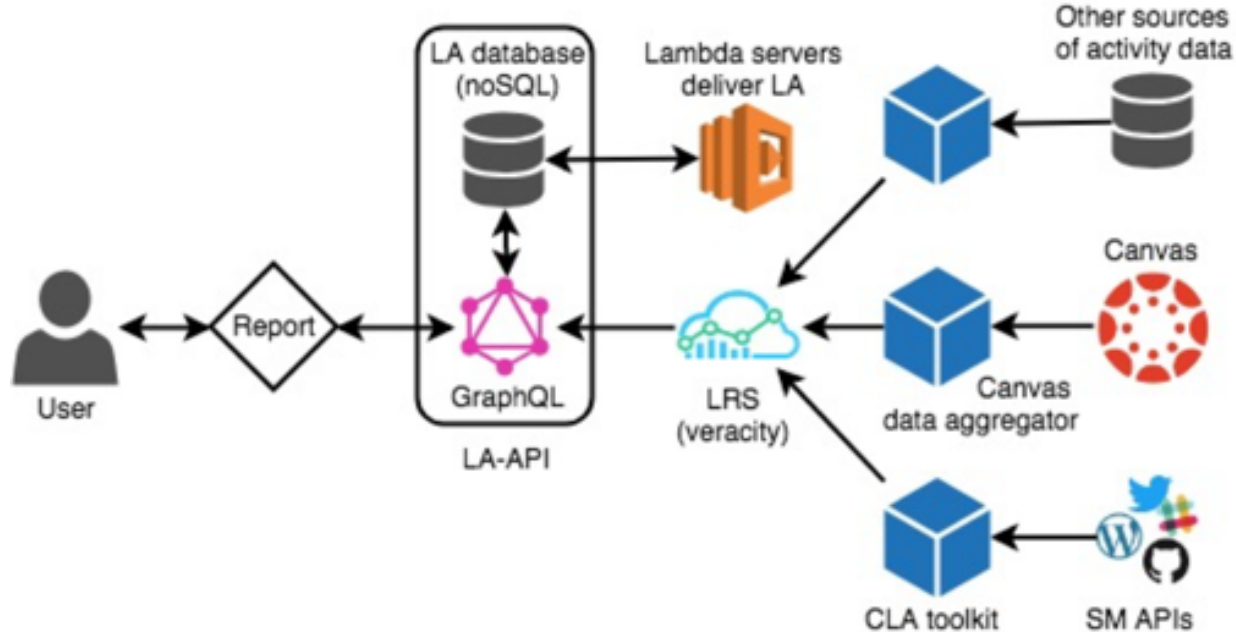 Other sources
of activity data
LA database
(noSQL)
Lambda servers
deliver LA
Canvas
Report
User
GraphQL
LA-API
LRS
(veracity)
Canvas
data aggregator
CLA toolkit
SM APIs